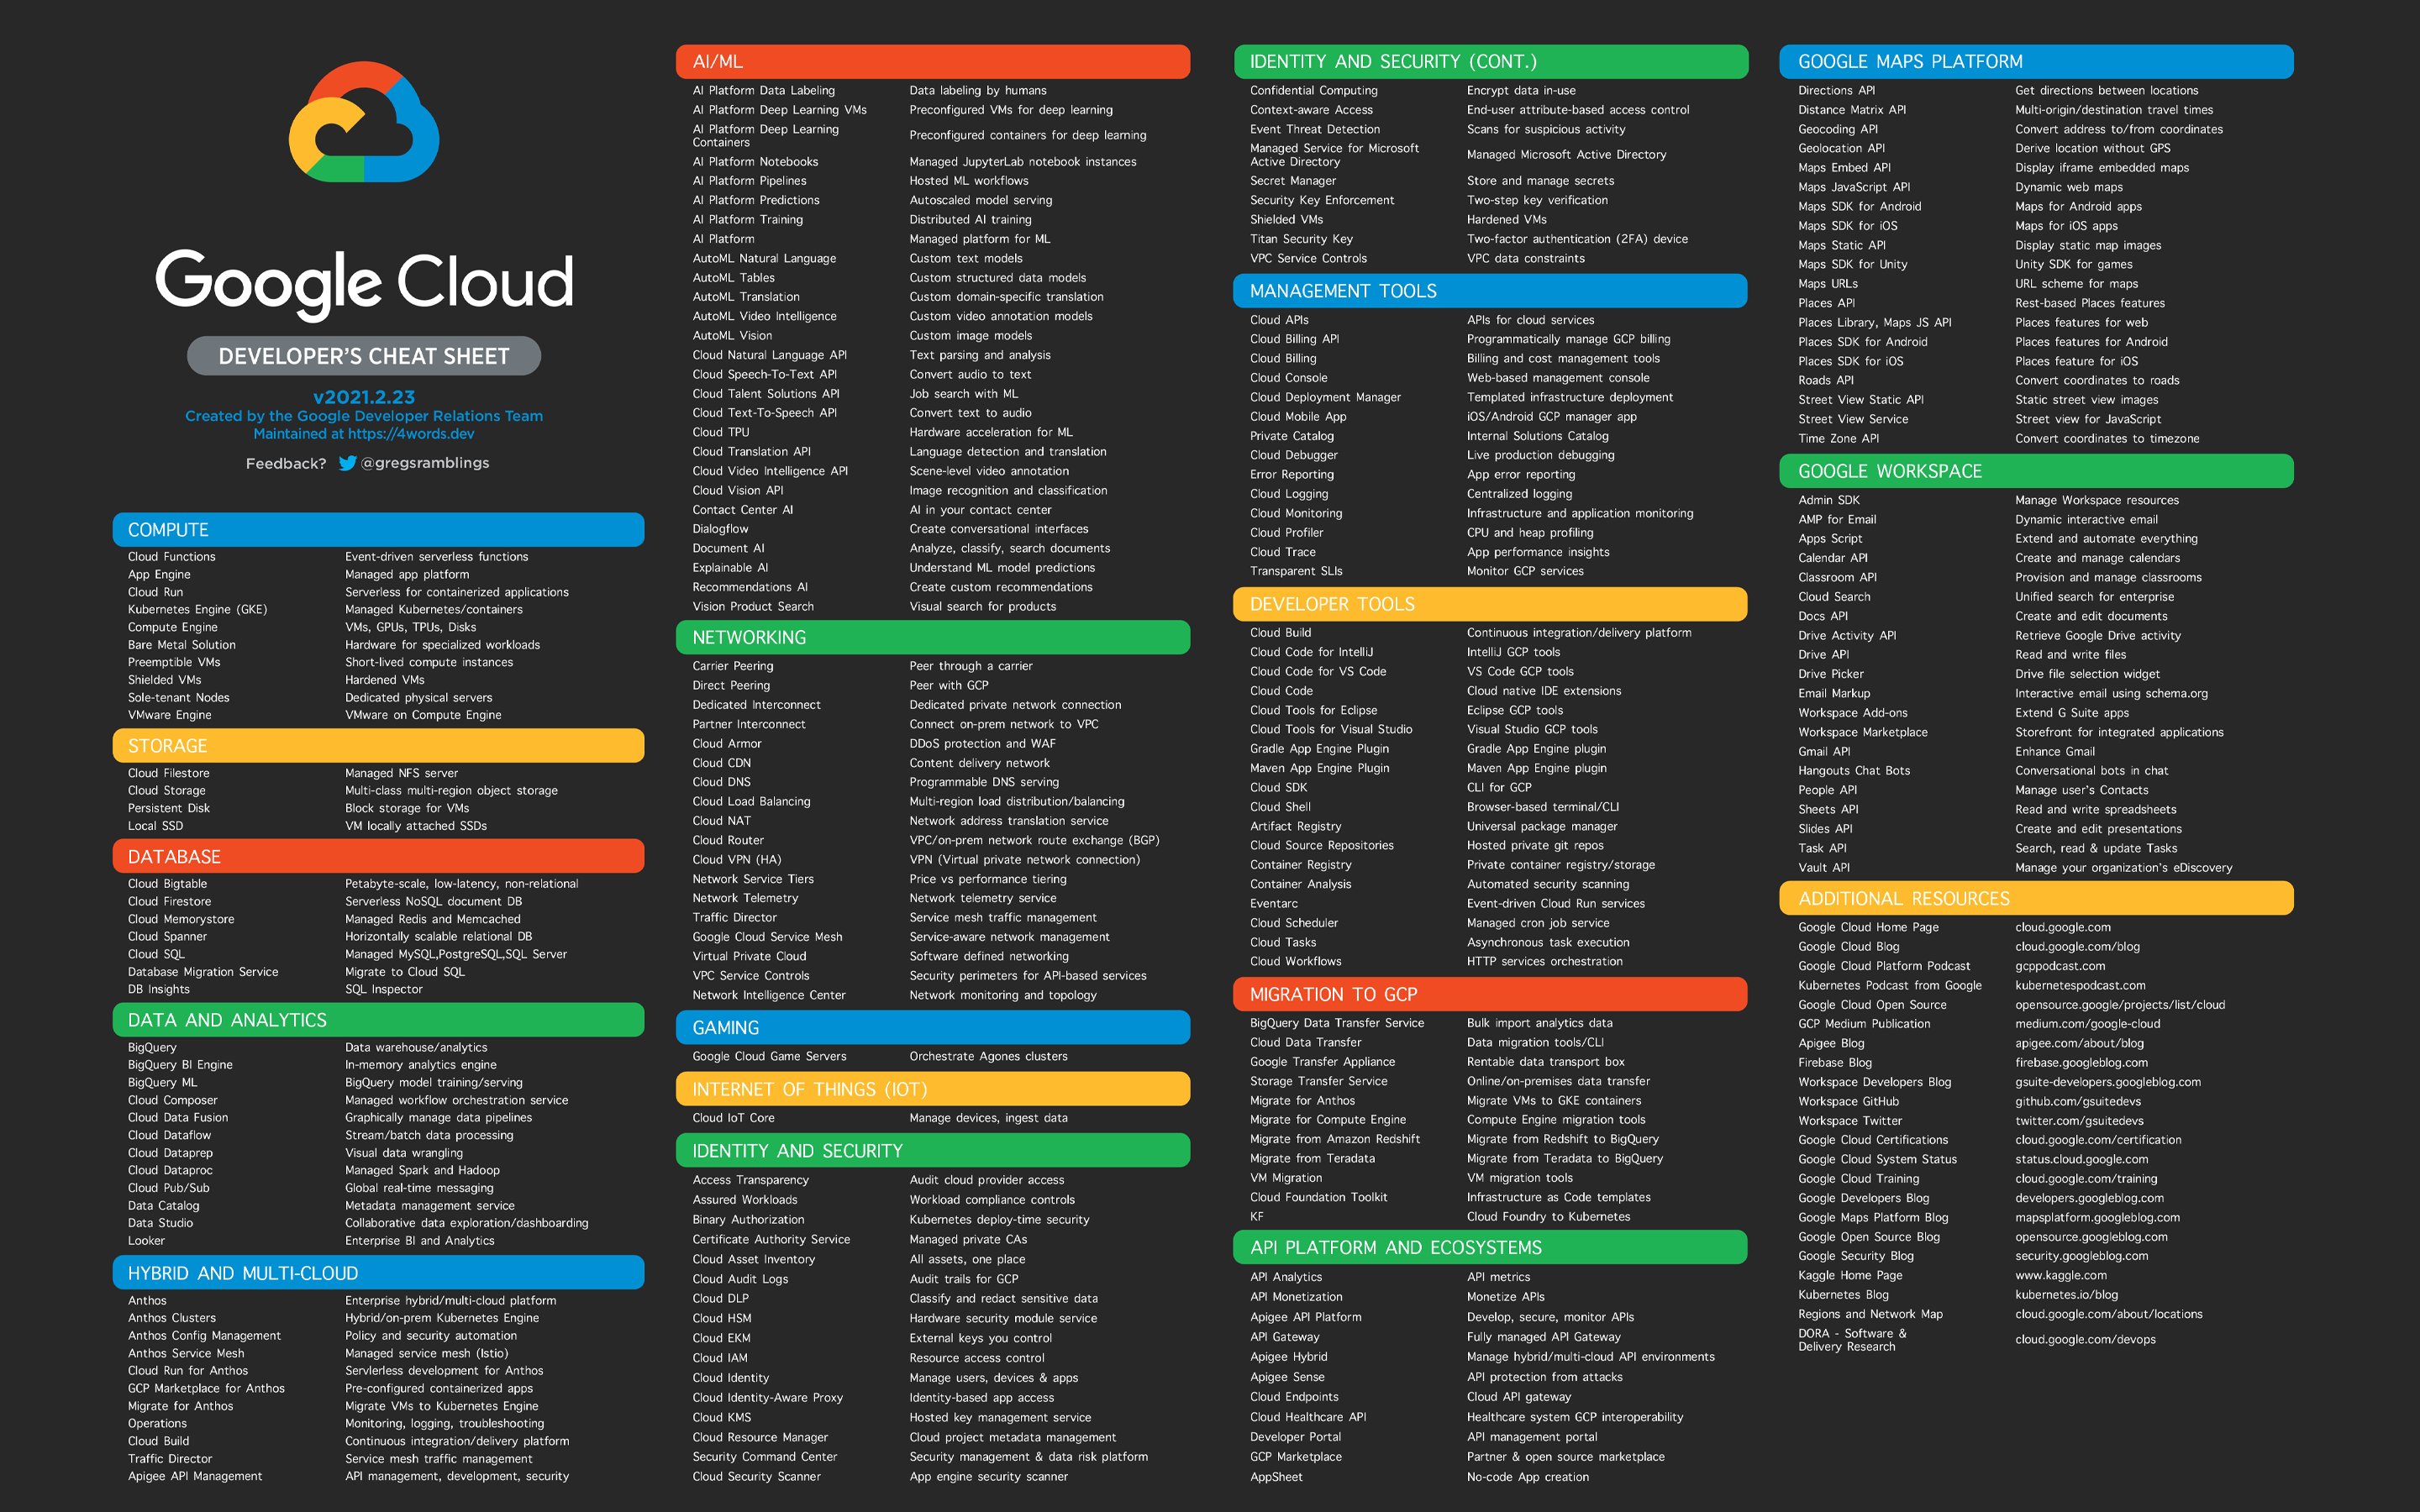 Google Cloud
DEVELOPER'S CHEAT SHEET
v2021.2.23
Created by the Google Developer Relations Team
Maintained at https://4words.dev
Feedback? @gregsramblings
COMPUTE
Cloud Functions Event-driven serverless functions
App Engine Managed app platform
Cloud Run Serverless for containerized applications
Kubernetes Engine (GKE) Managed Kubernetes/containers
Compute Engine VMs, GPUs, TPUs, Disks
Bare Metal Solution Hardware for specialized workloads
Preemptible VMs Short-lived compute instances
Shielded VMs Hardened VMs
Sole-tenant Nodes Dedicated physical servers
VMware Engine VMware on Compute Engine
STORAGE
Cloud Filestore Managed NFS server
Cloud Storage Multi-class multi-region object storage
Persistent Disk Block storage for VMs
Local SSD VM locally attached SSDs
DATABASE
Cloud Bigtable Petabyte-scale, low-latency, non-relational
Cloud Firestore Serverless NoSQL document DB
Cloud Memorystore Managed Redis and Memcached
Cloud Spanner Horizontally scalable relational DB
Cloud SQL Managed MySQL,PostgreSQL,SQL Server
Database Migration Service Migrate to Cloud SQL
DB Insights SQL Inspector
DATA AND ANALYTICS
BigQuery Data warehouse/analytics
BigQuery BI Engine In-memory analytics engine
BigQuery ML BigQuery model training/serving
Cloud Composer Managed workflow orchestration service
Cloud Data Fusion Graphically manage data pipelines
Cloud Dataflow Stream/batch data processing
Cloud Dataprep Visual data wrangling
Cloud Dataproc Managed Spark and Hadoop
Cloud Pub/Sub Global real-time messaging
Data Catalog Metadata management service
Data Studio Collaborative data exploration/dashboarding
Looker Enterprise BI and Analytics
HYBRID AND MULTI-CLOUD
Anthos Enterprise hybrid/multi-cloud platform
Anthos Clusters Hybrid/on-prem Kubernetes Engine
Anthos Config Management Policy and security automation
Anthos Service Mesh Managed service mesh (Istio)
Cloud Run for Anthos Servlerless development for Anthos
GCP Marketplace for Anthos Pre-configured containerized apps
Migrate for Anthos Migrate VMs to Kubernetes Engine
Operations Monitoring, logging, troubleshooting
Cloud Build Continuous integration/delivery platform
Traffic Director Service mesh traffic management
Apigee API Management API management, development, security
AI/ML
AI Platform Data Labeling Data labeling by humans
AI Platform Deep Learning VMs Preconfigured VMs for deep learning
AI Platform Deep Learning
Containers Preconfigured containers for deep learning
AI Platform Notebooks Managed JupyterLab notebook instances
AI Platform Pipelines Hosted ML workflows
AI Platform Predictions Autoscaled model serving
AI Platform Training Distributed AI training
AI Platform Managed platform for ML
AutoML Natural Language Custom text models
AutoML Tables Custom structured data models
AutoML Translation Custom domain-specific translation
AutoML Video Intelligence Custom video annotation models
AutoML Vision Custom image models
Cloud Natural Language API Text parsing and analysis
Cloud Speech-To-Text API Convert audio to text
Cloud Talent Solutions API Job search with ML
Cloud Text-To-Speech API Convert text to audio
Cloud TPU Hardware acceleration for ML
Cloud Translation API Language detection and translation
Cloud Video Intelligence API Scene-level video annotation
Cloud Vision API Image recognition and classification
Contact Center AI AI in your contact center
Dialogflow Create conversational interfaces
Document AI Analyze, classify, search documents
Explainable AI Understand ML model predictions
Recommendations AI Create custom recommendations
Vision Product Search Visual search for products
NETWORKING
Carrier Peering Peer through a carrier
Direct Peering Peer with GCP
Dedicated Interconnect Dedicated private network connection
Partner Interconnect Connect on-prem network to VPC
Cloud Armor DDoS protection and WAF
Cloud CDN Content delivery network
Cloud DNS Programmable DNS serving
Cloud Load Balancing Multi-region load distribution/balancing
Cloud NAT Network address translation service
Cloud Router VPC/on-prem network route exchange (BGP)
Cloud VPN (HA) VPN (Virtual private network connection)
Network Service Tiers Price vs performance tiering
Network Telemetry Network telemetry service
Traffic Director Service mesh traffic management
Google Cloud Service Mesh Service-aware network management
Virtual Private Cloud Software defined networking
VPC Service Controls Security perimeters for API-based services
Network Intelligence Center Network monitoring and topology
GAMING
Google Cloud Game Servers Orchestrate Agones clusters
INTERNET OF THINGS (IOT)
Cloud IoT Core Manage devices, ingest data
IDENTITY AND SECURITY
Access Transparency Audit cloud provider access
Assured Workloads Workload compliance controls
Binary Authorization Kubernetes deploy-time security
Certificate Authority Service Managed private CAs
Cloud Asset Inventory All assets, one place
Cloud Audit Logs Audit trails for GCP
Cloud DLP Classify and redact sensitive data
Cloud HSM Hardware security module service
Cloud EKM External keys you control
Cloud IAM Resource access control
Cloud Identity Manage users, devices & apps
Cloud Identity-Aware Proxy Identity-based app access
Cloud KMS Hosted key management service
Cloud Resource Manager Cloud project metadata management
Security Command Center Security management & data risk platform
Cloud Security Scanner App engine security scanner
IDENTITY AND SECURITY (CONT.)
Confidential Computing Encrypt data in-use
Context-aware Access End-user attribute-based access control
Event Threat Detection Scans for suspicious activity
Managed Service for Microsoft
Active Directory Managed Microsoft Active Directory
Secret Manager Store and manage secrets
Security Key Enforcement Two-step key verification
Shielded VMs Hardened VMs
Titan Security Key Two-factor authentication (2FA) device
VPC Service Controls VPC data constraints
MANAGEMENT TOOLS
Cloud APIs APIs for cloud services
Cloud Billing API Programmatically manage GCP billing
Cloud Billing Billing and cost management tools
Cloud Console Web-based management console
Cloud Deployment Manager Templated infrastructure deployment
Cloud Mobile App iOS/Android GCP manager app
Private Catalog Internal Solutions Catalog
Cloud Debugger Live production debugging
Error Reporting App error reporting
Cloud Logging Centralized logging
Cloud Monitoring Infrastructure and application monitoring
Cloud Profiler CPU and heap profiling
Cloud Trace App performance insights
Transparent SLIs Monitor GCP services
DEVELOPER TOOLS
Cloud Build Continuous integration/delivery platform
Cloud Code for IntelliJ IntelliJ GCP tools
Cloud Code for VS Code VS Code GCP tools
Cloud Code Cloud native IDE extensions
Cloud Tools for Eclipse Eclipse GCP tools
Cloud Tools for Visual Studio Visual Studio GCP tools
Gradle App Engine Plugin Gradle App Engine plugin
Maven App Engine Plugin Maven App Engine plugin
Cloud SDK CLI for GCP
Cloud Shell Browser-based terminal/CLI
Artifact Registry Universal package manager
Cloud Source Repositories Hosted private git repos
Container Registry Private container registry/storage
Container Analysis Automated security scanning
Eventarc Event-driven Cloud Run services
Cloud Scheduler Managed cron job service
Cloud Tasks Asynchronous task execution
Cloud Workflows HTTP services orchestration
MIGRATION TO GCP
BigQuery Data Transfer Service Bulk import analytics data
Cloud Data Transfer Data migration tools/CLI
Google Transfer Appliance Rentable data transport box
Storage Transfer Service Online/on-premises data transfer
Migrate for Anthos Migrate VMs to GKE containers
Migrate for Compute Engine Compute Engine migration tools
Migrate from Amazon Redshift Migrate from Redshift to BigQuery
Migrate from Teradata Migrate from Teradata to BigQuery
VM Migration VM migration tools
Cloud Foundation Toolkit Infrastructure as Code templates
KF Cloud Foundry to Kubernetes
API PLATFORM AND ECOSYSTEMS
API Analytics API metrics
API Monetization Monetize APIs
Apigee API Platform Develop, secure, monitor APIs
API Gateway Fully managed API Gateway
Apigee Hybrid Manage hybrid/multi-cloud API environments
Apigee Sense API protection from attacks
Cloud Endpoints Cloud API gateway
Cloud Healthcare API Healthcare system GCP interoperability
Developer Portal API management portal
GCP Marketplace Partner & open source marketplace
AppSheet No-code App creation
GOOGLE MAPS PLATFORM
Directions API Get directions between locations
Distance Matrix API Multi-origin/destination travel times
Geocoding API Convert address to/from coordinates
Geolocation API Derive location without GPS
Maps Embed API Display iframe embedded maps
Maps JavaScript API Dynamic web maps
Maps SDK for Android Maps for Android apps
Maps SDK for iOS Maps for iOS apps
Maps Static API Display static map images
Maps SDK for Unity Unity SDK for games
Maps URLs URL scheme for maps
Places API Rest-based Places features
Places Library, Maps JS API Places features for web
Places SDK for Android Places features for Android
Places SDK for iOS Places feature for iOS
Roads API Convert coordinates to roads
Street View Static API Static street view images
Street View Service Street view for JavaScript
Time Zone API Convert coordinates to timezone
GOOGLE WORKSPACE
Admin SDK Manage Workspace resources
AMP for Email Dynamic interactive email
Apps Script Extend and automate everything
Calendar API Create and manage calendars
Classroom API Provision and manage classrooms
Cloud Search Unified search for enterprise
Docs API Create and edit documents
Drive Activity API Retrieve Google Drive activity
Drive API Read and write files
Drive Picker Drive file selection widget
Email Markup Interactive email using schema.org
Workspace Add-ons Extend G Suite apps
Workspace Marketplace Storefront for integrated applications
Gmail API Enhance Gmail
Hangouts Chat Bots Conversational bots in chat
People API Manage user's Contacts
Sheets API Read and write spreadsheets
Slides API Create and edit presentations
Task API Search, read & update Tasks
Vault API Manage your organization's eDiscovery
ADDITIONAL RESOURCES
Google Cloud Home Page cloud.google.com
Google Cloud Blog cloud.google.com/blog
Google Cloud Platform Podcast gcppodcast.com
Kubernetes Podcast from Google kubernetespodcast.com
Google Cloud Open Source opensource.google/projects/list/cloud
GCP Medium Publication medium.com/google-cloud
Apigee Blog apigee.com/about/blog
Firebase Blog firebase.googleblog.com
Workspace Developers Blog gsuite-developers.googleblog.com
Workspace GitHub github.com/gsuitedevs
Workspace Twitter twitter.com/gsuitedevs
Google Cloud Certifications cloud.google.com/certification
Google Cloud System Status status.cloud.google.com
Google Cloud Training cloud.google.com/training
Google Developers Blog developers.googleblog.com
Google Maps Platform Blog mapsplatform.googleblog.com
Google Open Source Blog opensource.googleblog.com
Google Security Blog security.googleblog.com
Kaggle Home Page www.kaggle.com
Kubernetes Blog kubernetes.io/blog
Regions and Network Map cloud.google.com/about/locations
DORA - Software &
Delivery Research cloud.google.com/devops